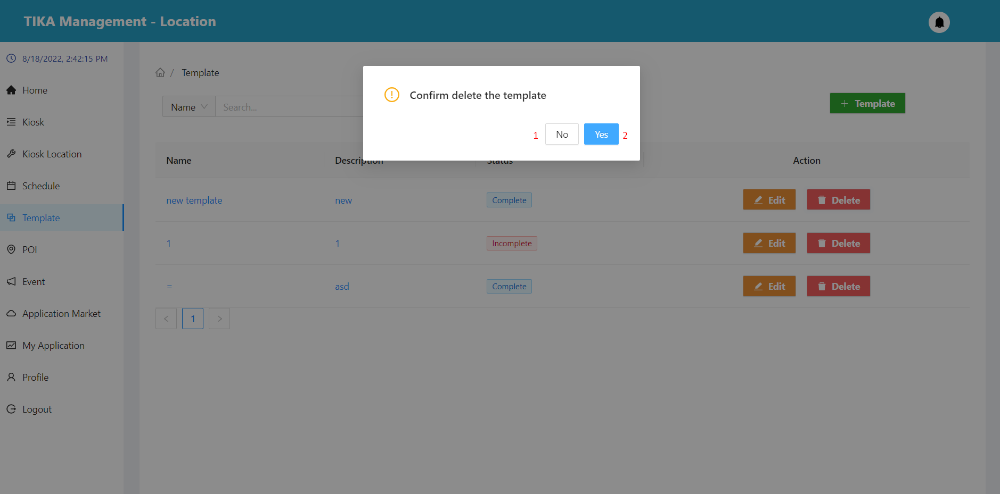 TIKA Management - Location
8/18/2022, 2:42:15 PM
Home
Kiosk
Kiosk Location
Schedule
Template
POI
Event
Application Market
My Application
Profile
Logout
/ Template
Name Search...
+ Template
Confirm delete the template
1 No Yes 2
Name Description Status Action
new template new Complete Edit Delete
1 1 Incomplete Edit Delete
= asd Complete Edit Delete
< 1 >